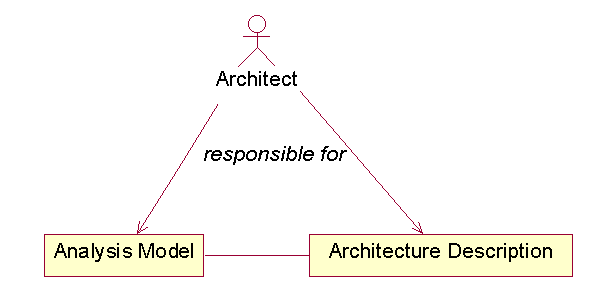 Architect
responsible for
Analysis Model
Architecture Description